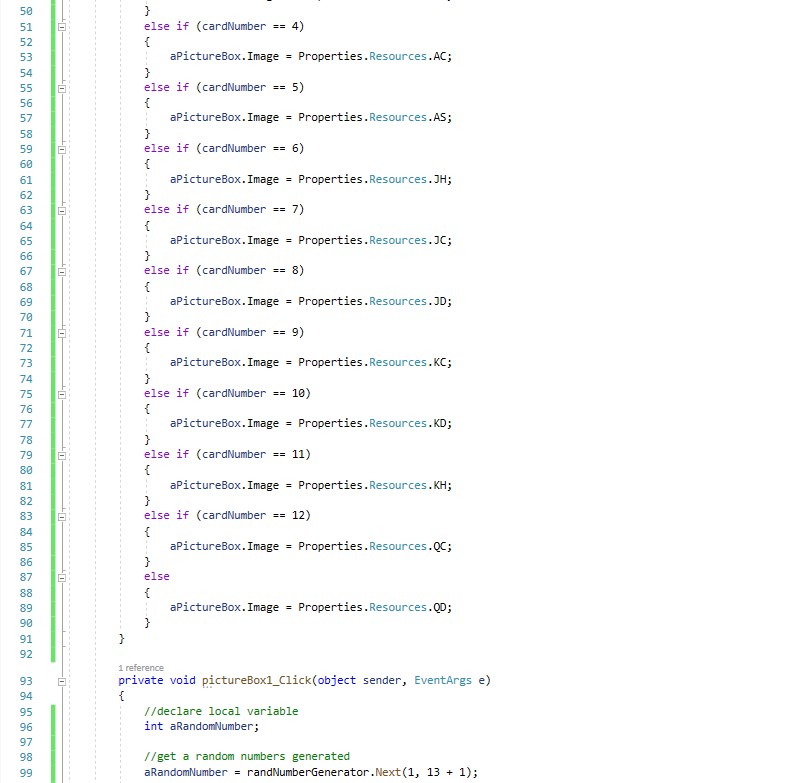 50 }
51 else if (cardNumber == 4)
52 {
53 aPictureBox.Image = Properties.Resources.AC;
54 }
55 else if (cardNumber == 5)
56 {
57 aPictureBox.Image = Properties.Resources.AS;
58 }
59 else if (cardNumber == 6)
60 {
61 aPictureBox.Image = Properties.Resources.JH;
62 }
63 else if (cardNumber == 7)
64 {
65 aPictureBox.Image = Properties.Resources.JC;
66 }
67 else if (cardNumber == 8)
68 {
69 aPictureBox.Image = Properties.Resources.JD;
70 }
71 else if (cardNumber == 9)
72 {
73 aPictureBox.Image = Properties.Resources.KC;
74 }
75 else if (cardNumber == 10)
76 {
77 aPictureBox.Image = Properties.Resources.KD;
78 }
79 else if (cardNumber == 11)
80 {
81 aPictureBox.Image = Properties.Resources.KH;
82 }
83 else if (cardNumber == 12)
84 {
85 aPictureBox.Image = Properties.Resources.QC;
86 }
87 else
88 {
89 aPictureBox.Image = Properties.Resources.QD;
90 }
91 }
92
1 reference
93 private void pictureBox1_Click(object sender, EventArgs e)
94 {
95 //declare local variable
96 int aRandomNumber;
97
98 //get a random numbers generated
99 aRandomNumber = randNumberGenerator.Next(1, 13 + 1);